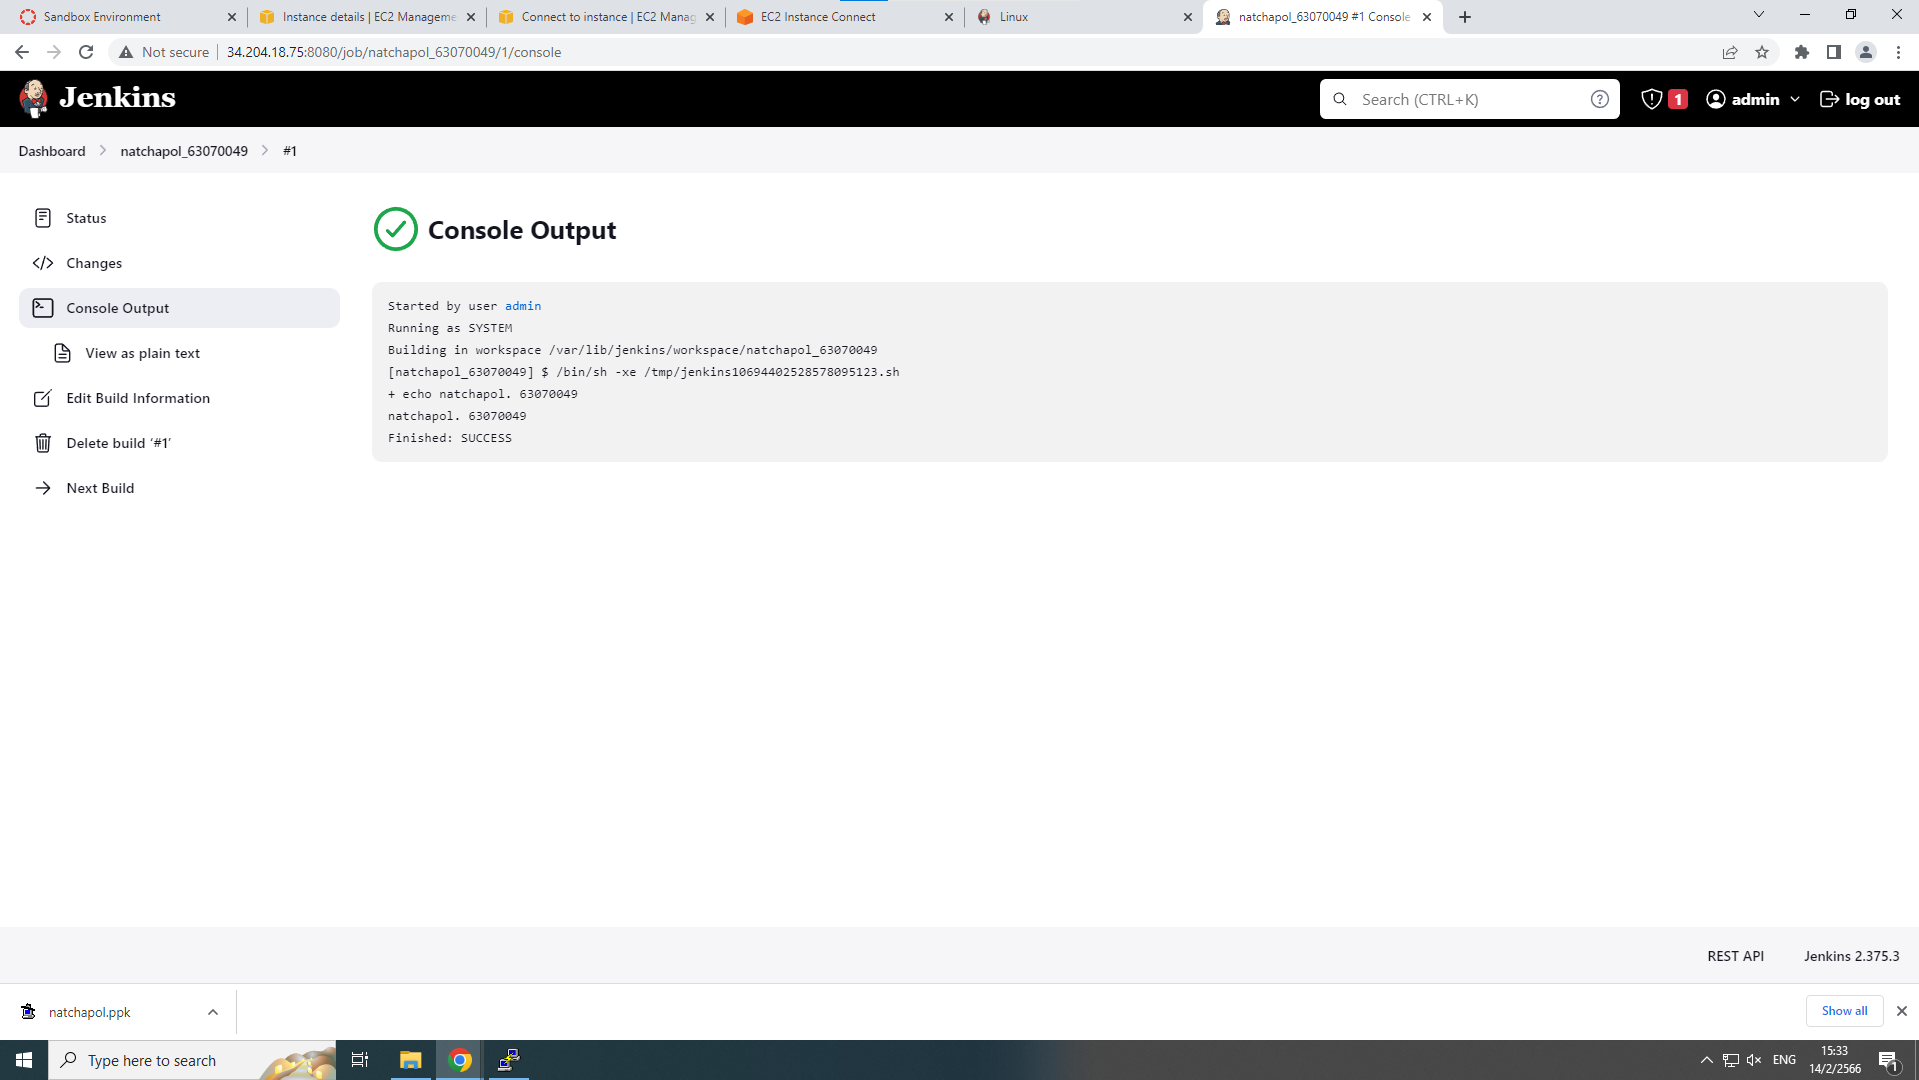 Sandbox Environment
Instance details | EC2 Manageme
Connect to instance | EC2 Manag
EC2 Instance Connect
Linux
natchapol_63070049 #1 Console
Not secure
34.204.18.75:8080/job/natchapol_63070049/1/console
Jenkins
Search (CTRL+K)
?
1
admin
log out
Dashboard
natchapol_63070049
#1
Status
Changes
Console Output
View as plain text
Edit Build Information
Delete build ‘#1’
Next Build
Console Output
Started by user admin
Running as SYSTEM
Building in workspace /var/lib/jenkins/workspace/natchapol_63070049
[natchapol_63070049] $ /bin/sh -xe /tmp/jenkins10694402528578095123.sh
+ echo natchapol. 63070049
natchapol. 63070049
Finished: SUCCESS
REST API
Jenkins 2.375.3
natchapol.ppk
Show all
Type here to search
ENG
15:33
14/2/2566
1